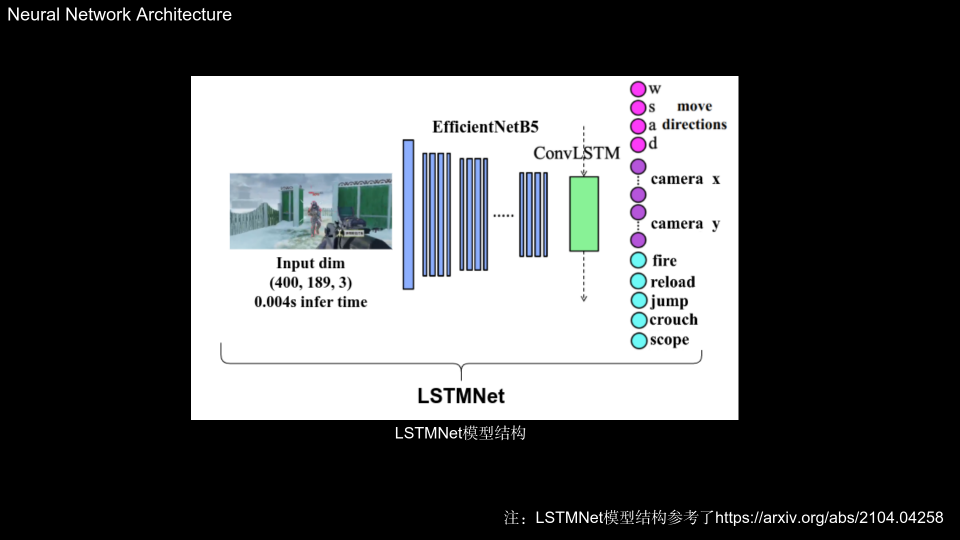 Neural Network Architecture
EfficientNetB5
ConvLSTM
Input dim
(400, 189, 3)
0.004s infer time
w
s
a
d
move
directions
camera x
camera y
fire
reload
jump
crouch
scope
LSTMNet
LSTMNet模型结构
注：LSTMNet模型结构参考了https://arxiv.org/abs/2104.04258